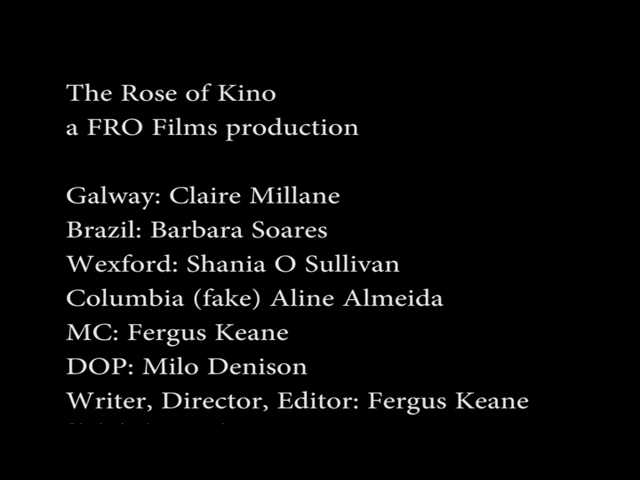 The Rose of Kino
a FRO Films production
Galway: Claire Millane
Brazil: Barbara Soares
Wexford: Shania O Sullivan
Columbia (fake) Aline Almeida
MC: Fergus Keane
DOP: Milo Denison
Writer, Director, Editor: Fergus Keane